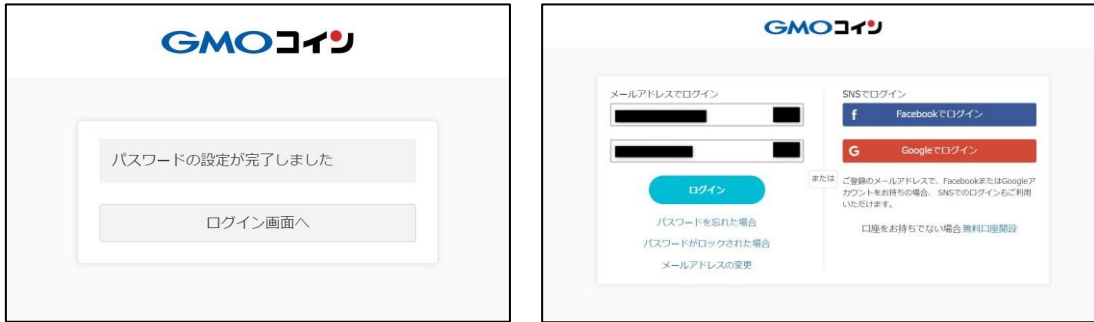 GMOコイン
パスワードの設定が完了しました
ログイン画面へ
GMOコイン
メールアドレスでログイン
ログイン
パスワードを忘れた場合
パスワードがロックされた場合
メールアドレスの変更
または
SNSでログイン
f Facebookでログイン
G Googleでログイン
ご登録のメールアドレスで、FacebookまたはGoogleア
カウントをお持ちの場合、SNSでのログインもご利用
いただけます。
口座をお持ちでない場合 無料口座開設